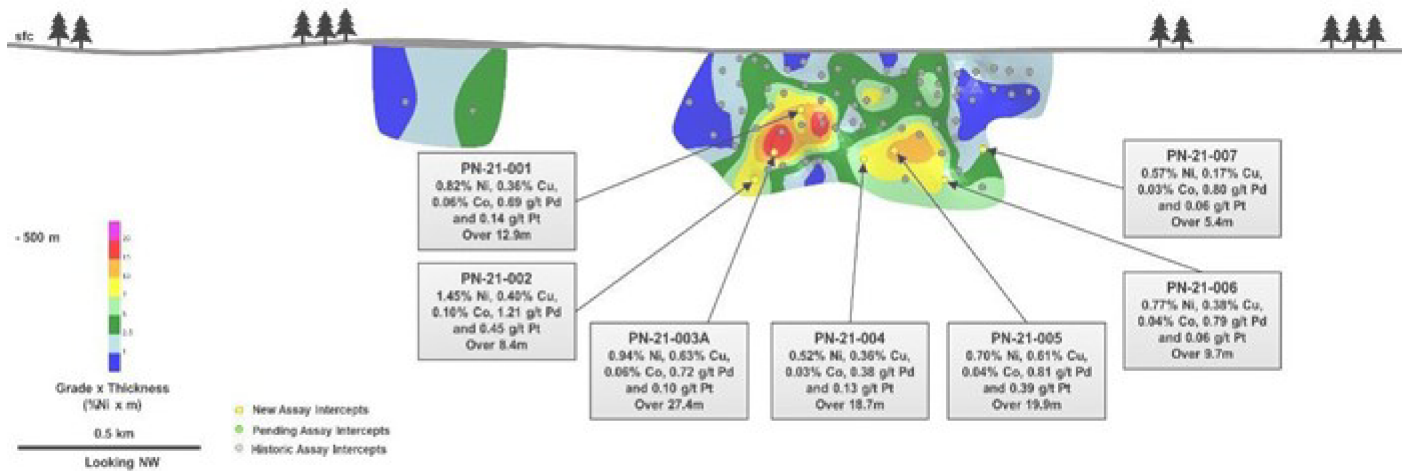 sfc
PN-21-001
0.82% Ni, 0.36% Cu,
0.06% Co, 0.69 g/t Pd
and 0.14 g/t Pt
Over 12.9m
PN-21-007
0.57% Ni, 0.17% Cu,
0.03% Co, 0.80 g/t Pd
and 0.06 g/t Pt
Over 5.4m
- 500 m
PN-21-002
1.45% Ni, 0.40% Cu,
0.10% Co, 1.21 g/t Pd
and 0.45 g/t Pt
Over 8.4m
PN-21-006
0.77% Ni, 0.38% Cu,
0.04% Co, 0.79 g/t Pd
and 0.06 g/t Pt
Over 9.7m
PN-21-003A
0.94% Ni, 0.63% Cu,
0.06% Co, 0.72 g/t Pd
and 0.10 g/t Pt
Over 27.4m
PN-21-004
0.52% Ni, 0.36% Cu,
0.03% Co, 0.38 g/t Pd
and 0.13 g/t Pt
Over 18.7m
PN-21-005
0.70% Ni, 0.61% Cu,
0.04% Co, 0.81 g/t Pd
and 0.39 g/t Pt
Over 19.9m
Grade x Thickness
(%Ni x m)
0.5 km
Looking NW
New Assay Intercepts
Pending Assay Intercepts
Historic Assay Intercepts